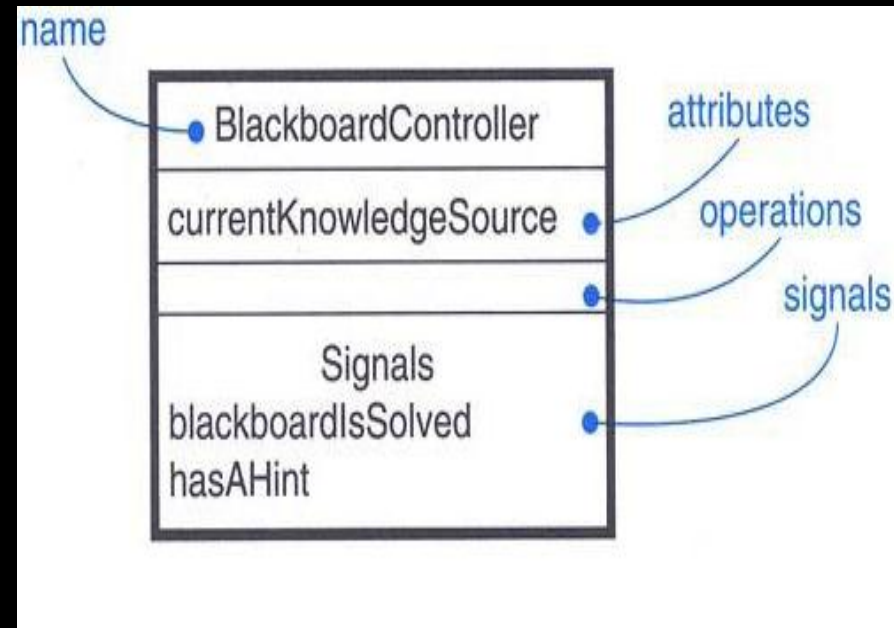 name
BlackboardController
attributes
currentKnowledgeSource
operations
signals
Signals
blackboardIsSolved
hasAHint